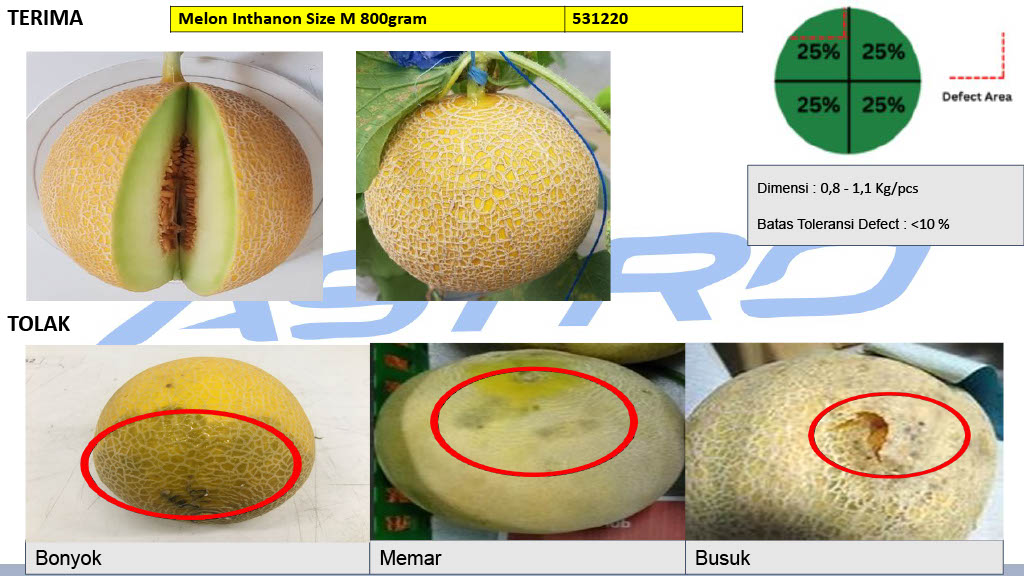 TERIMA
Melon Inthanon Size M 800gram 531220
25% 25%
25% 25%
Defect Area
Dimensi : 0,8 - 1,1 Kg/pcs
Batas Toleransi Defect : <10 %
ASTRO
TOLAK
Bonyok Memar Busuk